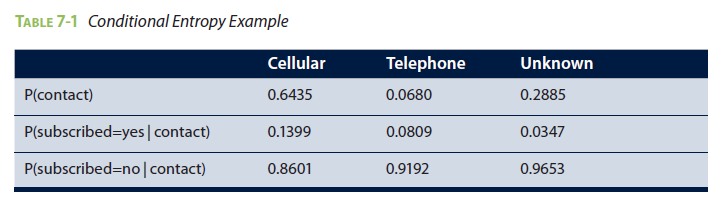 TABLE 7-1 Conditional Entropy Example
Cellular Telephone Unknown
P(contact) 0.6435 0.0680 0.2885
P(subscribed=yes | contact) 0.1399 0.0809 0.0347
P(subscribed=no | contact) 0.8601 0.9192 0.9653